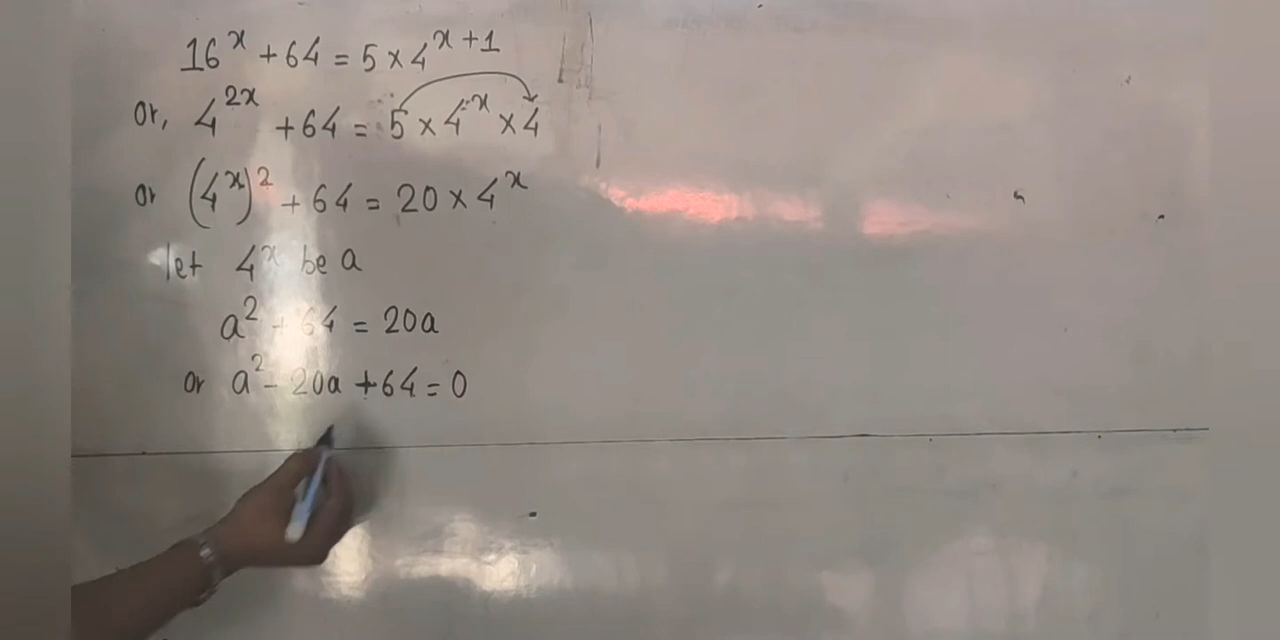 16^x + 64 = 5 × 4^{x+1}
Or, 4^{2x} + 64 = 5 × 4^x × 4
or (4^x)^2 + 64 = 20 × 4^x
let 4^x be a
a^2 + 64 = 20a
or a^2 - 20a + 64 = 0